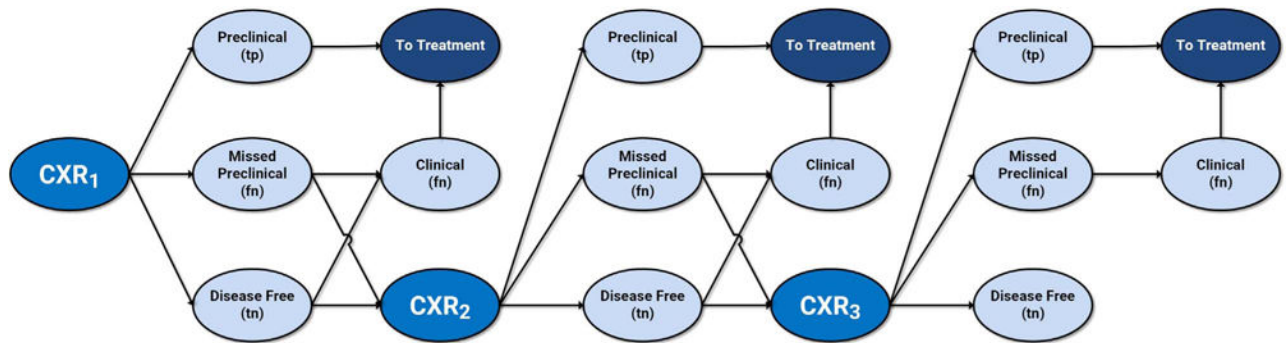 Preclinical
(tp)
To Treatment
Preclinical
(tp)
To Treatment
Preclinical
(tp)
To Treatment
CXR₁
Missed
Preclinical
(fn)
Clinical
(fn)
Missed
Preclinical
(fn)
Clinical
(fn)
Missed
Preclinical
(fn)
Clinical
(fn)
Disease Free
(tn)
CXR₂
Disease Free
(tn)
CXR₃
Disease Free
(tn)